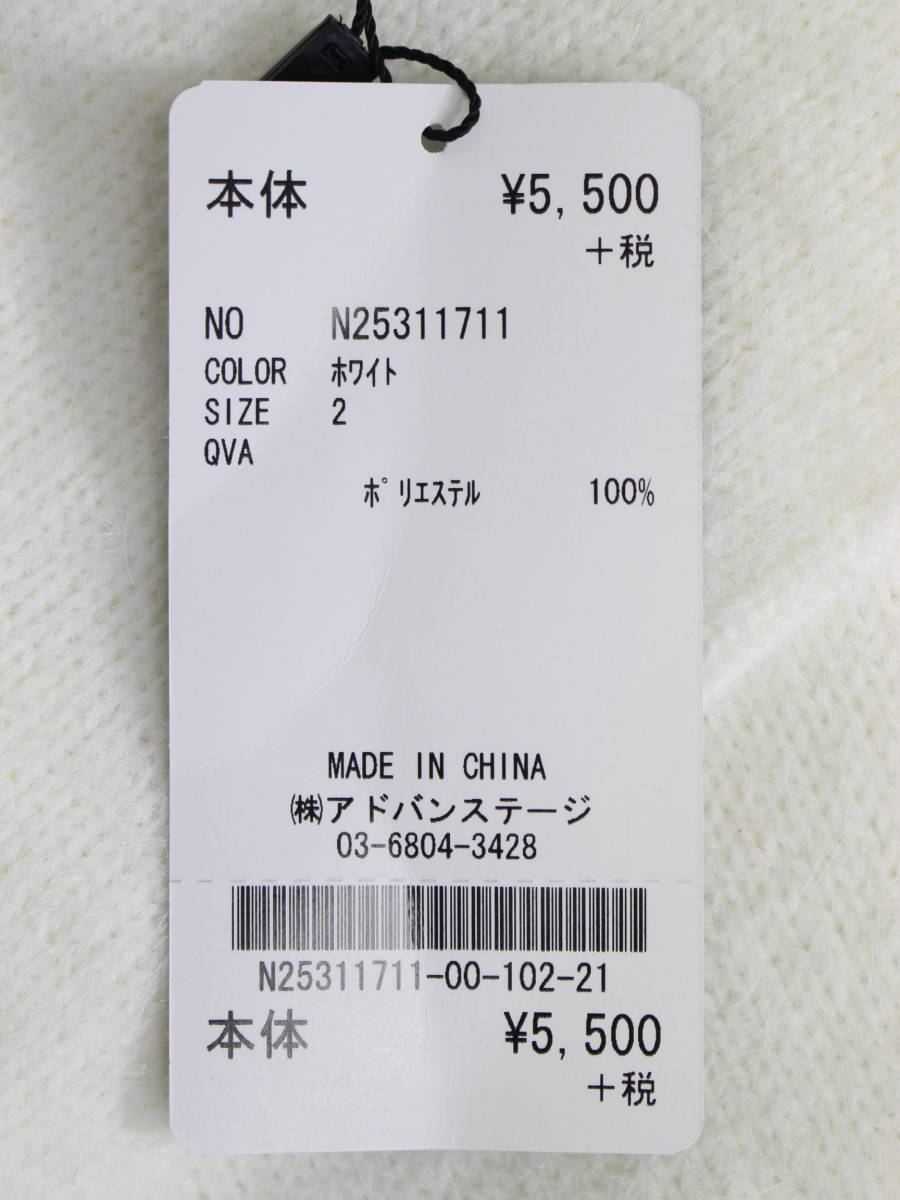 本体 ¥5,500
+税
NO N25311711
COLOR ﾎﾜｲﾄ
SIZE 2
QVA
ﾎﾟﾘｴｽﾃﾙ 100%
MADE IN CHINA
㈱アドバンステージ
03-6804-3428
N25311711-00-102-21
本体 ¥5,500
+税